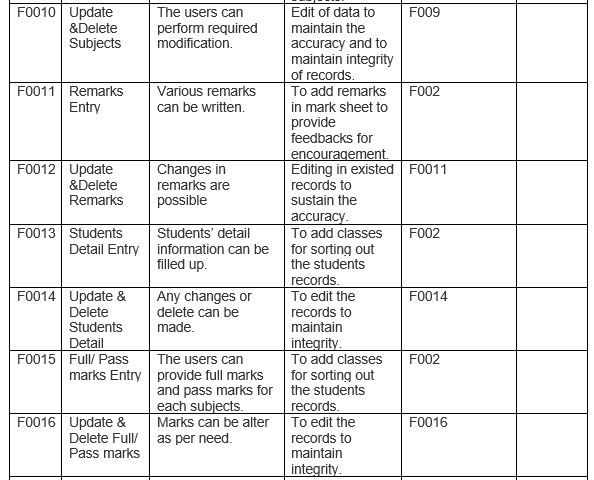 subjects.
F0010 Update &Delete Subjects The users can perform required modification. Edit of data to maintain the accuracy and to maintain integrity of records. F009
F0011 Remarks Entry Various remarks can be written. To add remarks in mark sheet to provide feedbacks for encouragement. F002
F0012 Update &Delete Remarks Changes in remarks are possible Editing in existed records to sustain the accuracy. F0011
F0013 Students Detail Entry Students' detail information can be filled up. To add classes for sorting out the students records. F002
F0014 Update & Delete Students Detail Any changes or delete can be made. To edit the records to maintain integrity. F0014
F0015 Full/ Pass marks Entry The users can provide full marks and pass marks for each subjects. To add classes for sorting out the students records. F002
F0016 Update & Delete Full/ Pass marks Marks can be alter as per need. To edit the records to maintain integrity. F0016